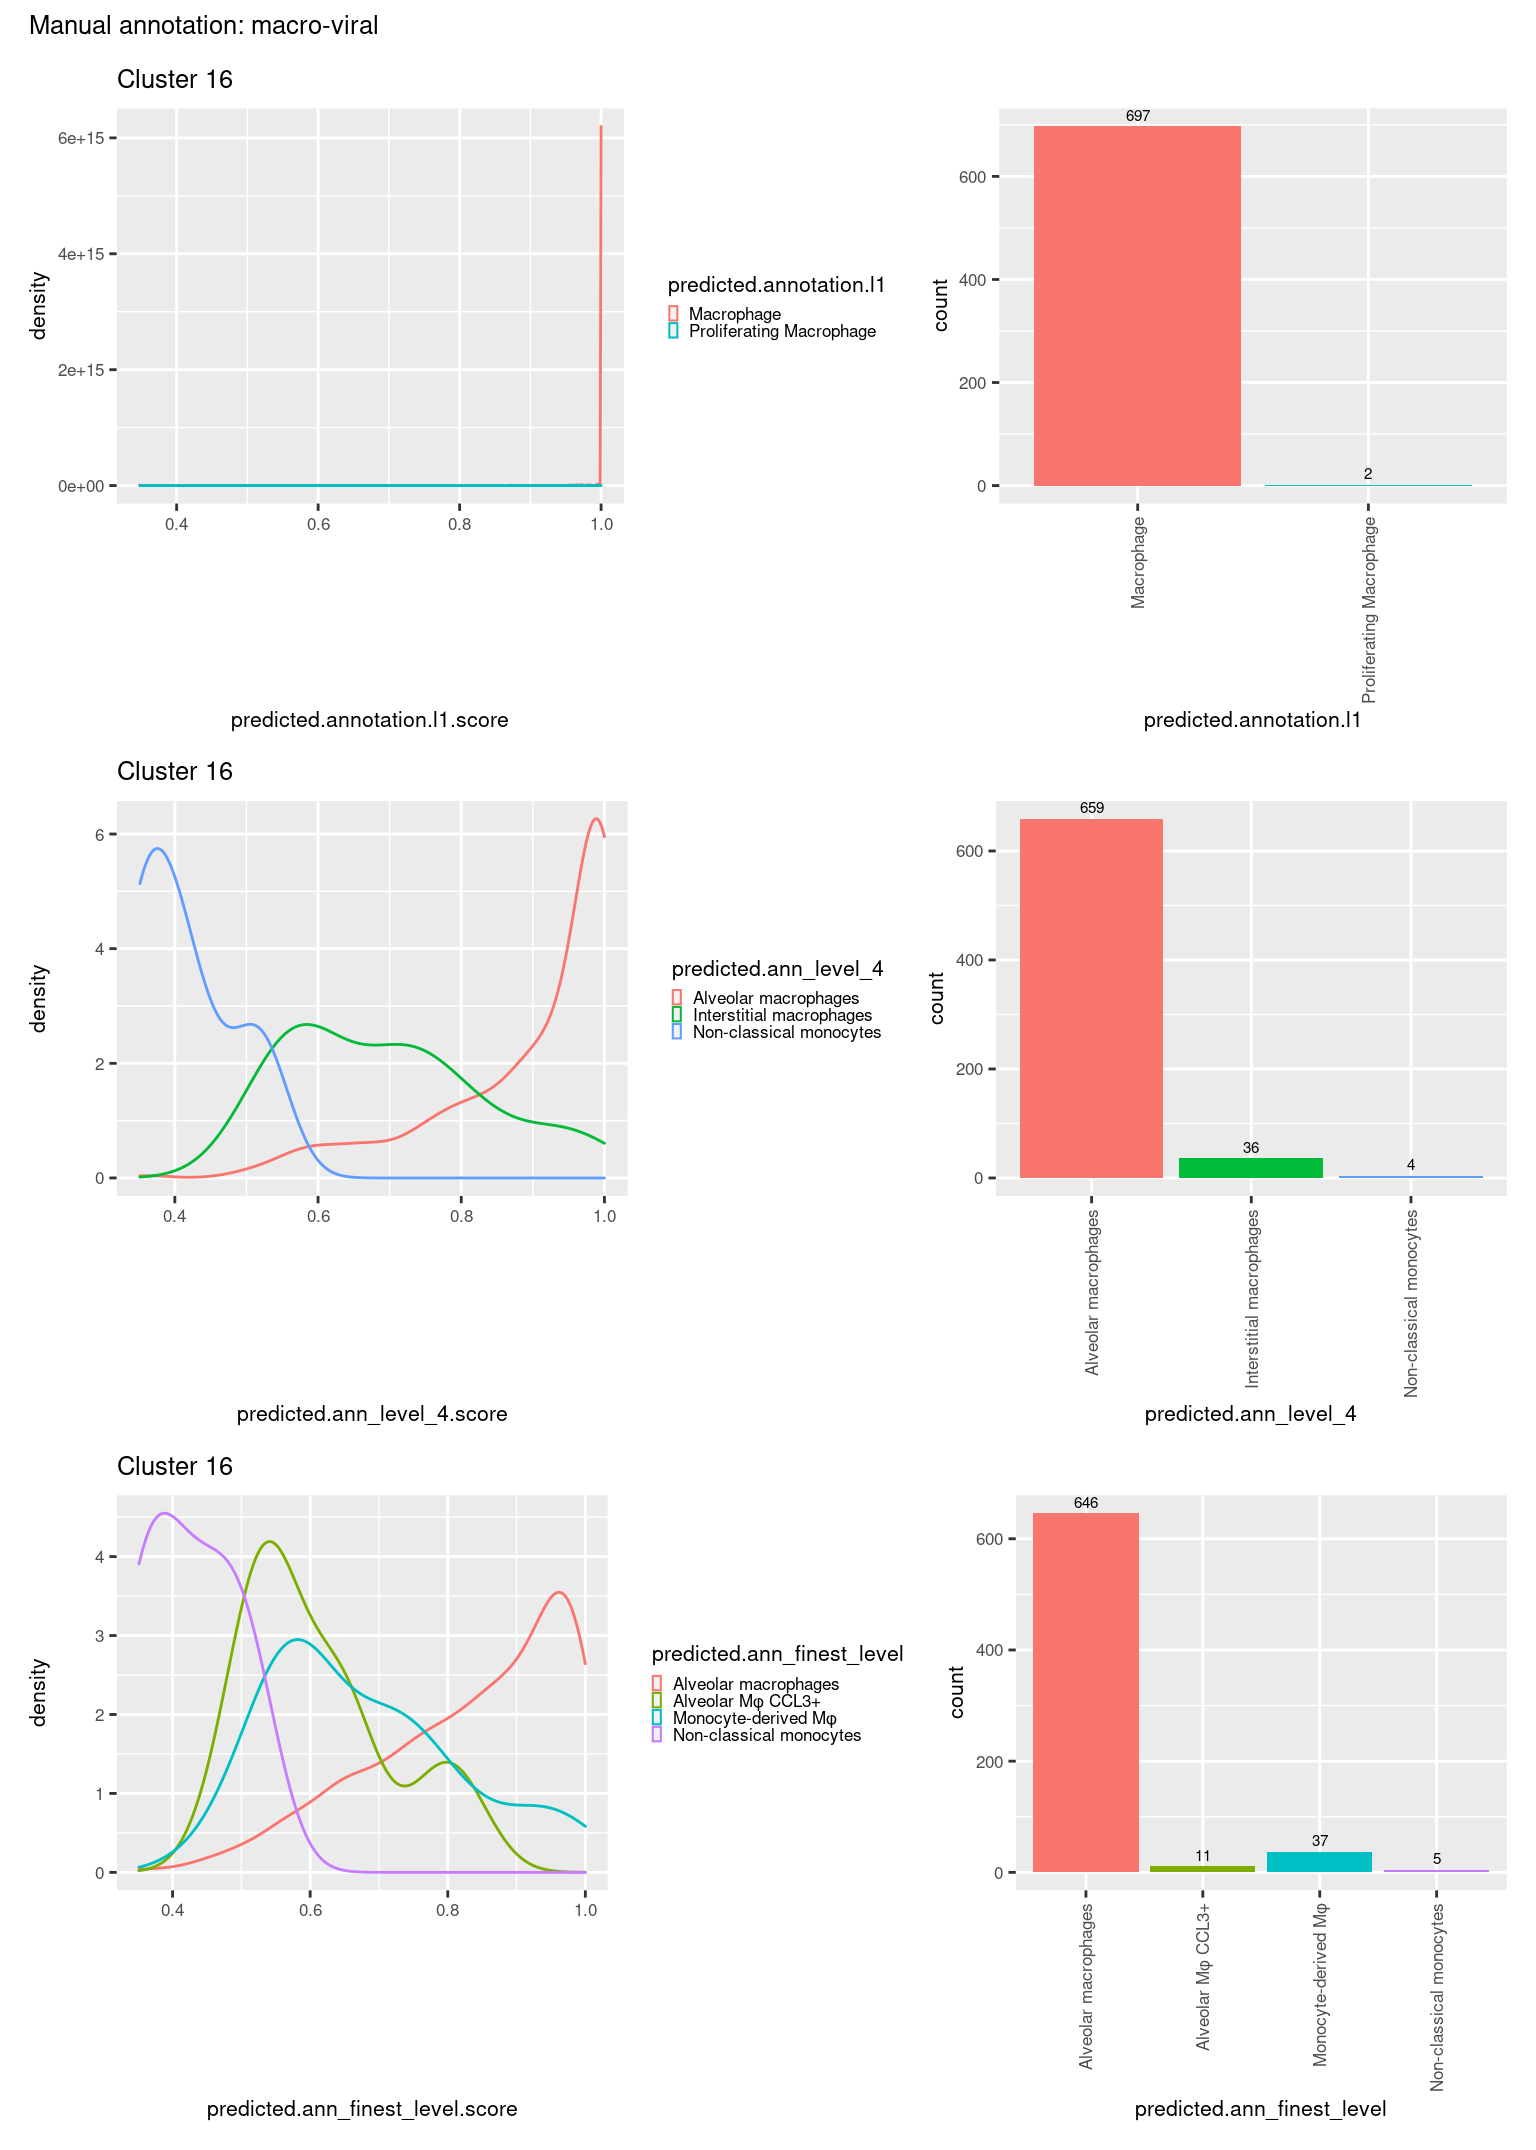 Manual annotation: macro-viral
Cluster 16
6e+15
4e+15
2e+15
0e+00
density
0.4 0.6 0.8 1.0
predicted.annotation.l1.score
predicted.annotation.l1
Macrophage
Proliferating Macrophage
697
2
600
400
200
0
count
Macrophage
Proliferating Macrophage
predicted.annotation.l1
Cluster 16
6
4
2
0
density
0.4 0.6 0.8 1.0
predicted.ann_level_4.score
predicted.ann_level_4
Alveolar macrophages
Interstitial macrophages
Non-classical monocytes
659
36
4
600
400
200
0
count
Alveolar macrophages
Interstitial macrophages
Non-classical monocytes
predicted.ann_level_4
Cluster 16
4
3
2
1
0
density
0.4 0.6 0.8 1.0
predicted.ann_finest_level.score
predicted.ann_finest_level
Alveolar macrophages
Alveolar Mφ CCL3+
Monocyte-derived Mφ
Non-classical monocytes
646
11
37
5
600
400
200
0
count
Alveolar macrophages
Alveolar Mφ CCL3+
Monocyte-derived Mφ
Non-classical monocytes
predicted.ann_finest_level